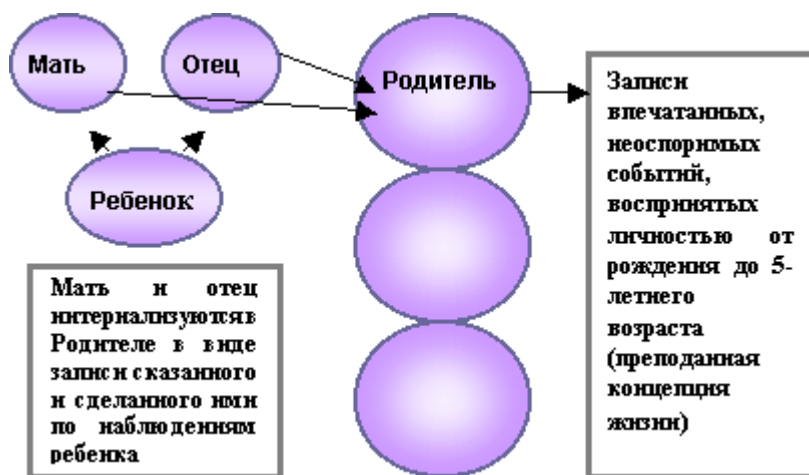 Мать
Отец
Родитель
Ребенок
Мать и отец
интернализуются в
Родителе в виде
записи сказанного
и сделанного ими
по наблюдениям
ребенка
Записи
впечатанных,
неоспоримых
событий,
воспринятых
личностью от
рождения до 5-
летнего
возраста
(преподанная
концепция
жизни)